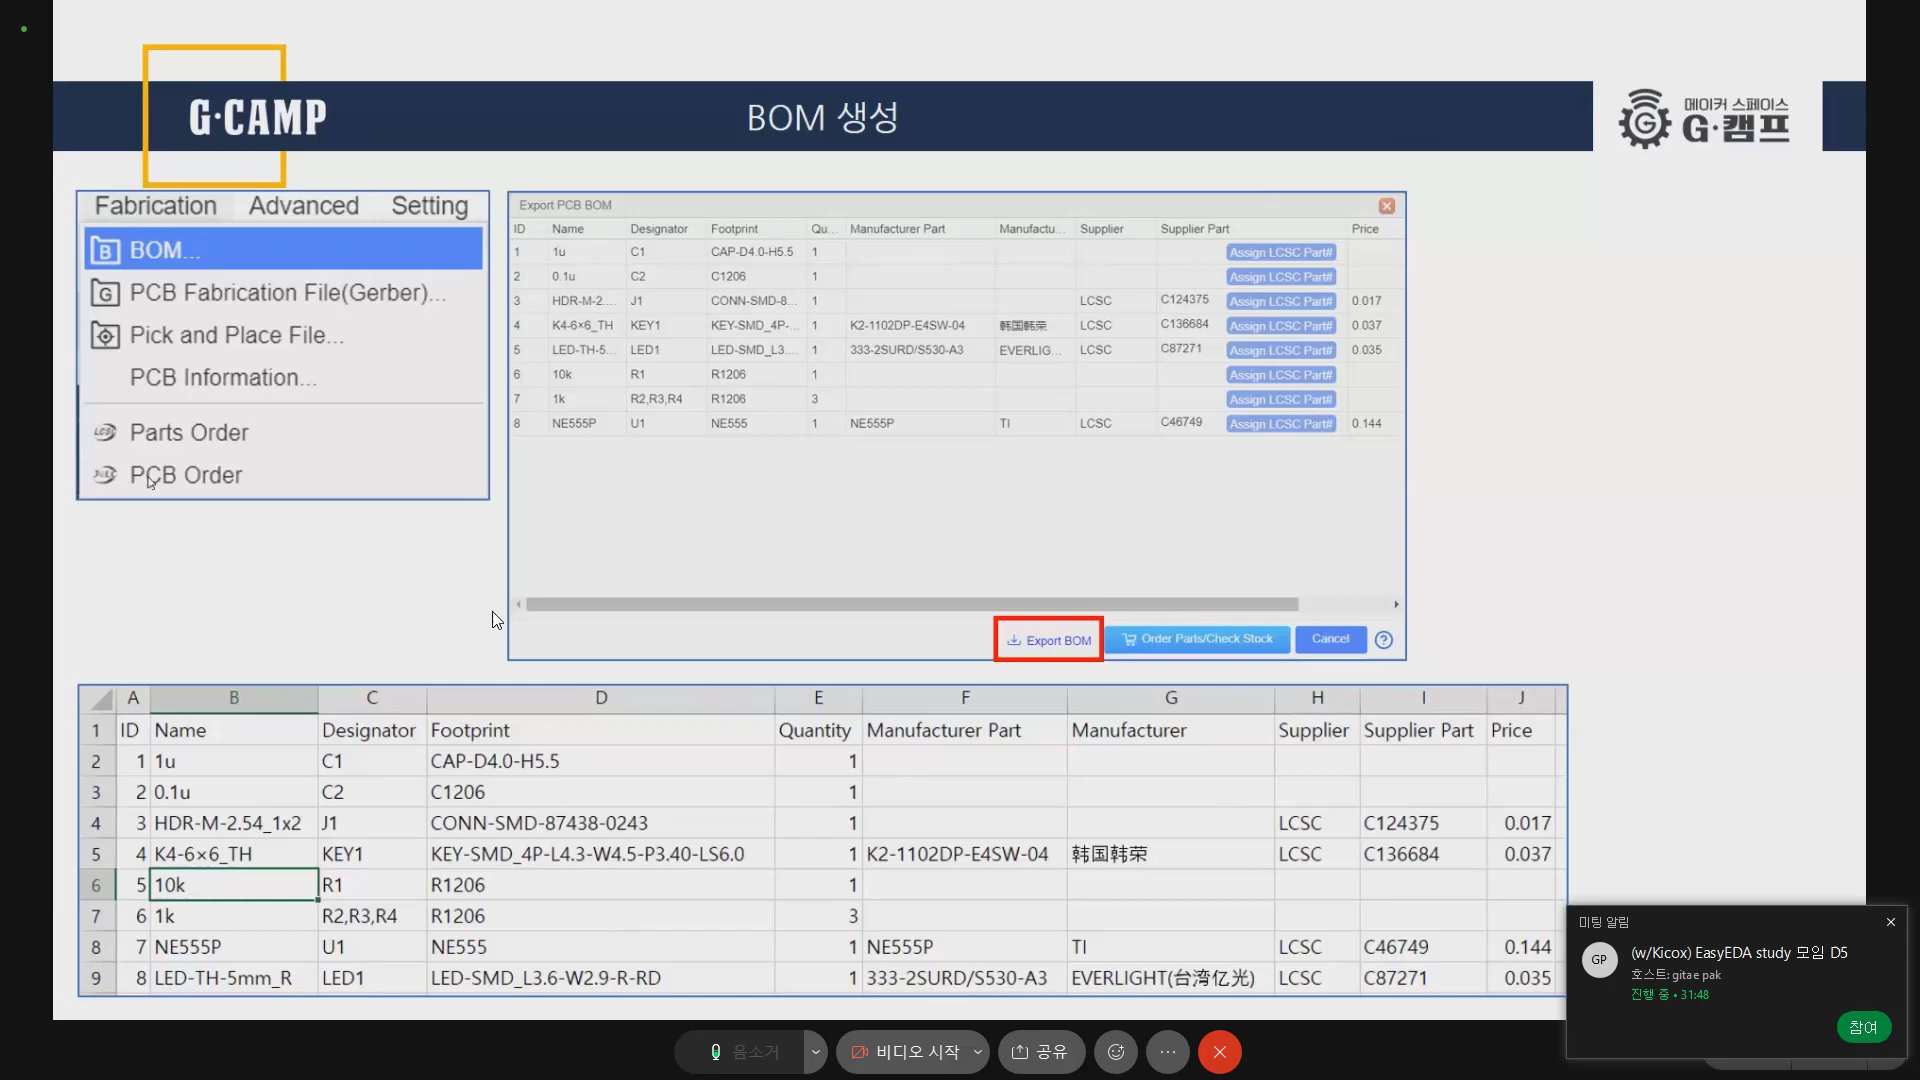 G·CAMP
BOM 생성
메이커 스페이스
G·캠프
Fabrication Advanced Setting
BOM...
PCB Fabrication File(Gerber)...
Pick and Place File...
PCB Information...
Parts Order
PCB Order
Export PCB BOM
ID Name Designator Footprint Qu... Manufacturer Part Manufactu... Supplier Supplier Part Price
1 1u C1 CAP-D4.0-H5.5 1 Assign LCSC Part#
2 0.1u C2 C1206 1 Assign LCSC Part#
3 HDR-M-2.... J1 CONN-SMD-8... 1 LCSC C124375 Assign LCSC Part# 0.017
4 K4-6×6_TH KEY1 KEY-SMD_4P-... 1 K2-1102DP-E4SW-04 韩国韩荣 LCSC C136684 Assign LCSC Part# 0.037
5 LED-TH-5... LED1 LED-SMD_L3.... 1 333-2SURD/S530-A3 EVERLIG... LCSC C87271 Assign LCSC Part# 0.035
6 10k R1 R1206 1 Assign LCSC Part#
7 1k R2,R3,R4 R1206 3 Assign LCSC Part#
8 NE555P U1 NE555 1 NE555P TI LCSC C46749 Assign LCSC Part# 0.144
Export BOM Order Parts/Check Stock Cancel ?
A B C D E F G H I J
1 ID Name Designator Footprint Quantity Manufacturer Part Manufacturer Supplier Supplier Part Price
2 1 1u C1 CAP-D4.0-H5.5 1
3 2 0.1u C2 C1206 1
4 3 HDR-M-2.54_1x2 J1 CONN-SMD-87438-0243 1 LCSC C124375 0.017
5 4 K4-6×6_TH KEY1 KEY-SMD_4P-L4.3-W4.5-P3.40-LS6.0 1 K2-1102DP-E4SW-04 韩国韩荣 LCSC C136684 0.037
6 5 10k R1 R1206 1
7 6 1k R2,R3,R4 R1206 3
8 7 NE555P U1 NE555 1 NE555P TI LCSC C46749 0.144
9 8 LED-TH-5mm_R LED1 LED-SMD_L3.6-W2.9-R-RD 1 333-2SURD/S530-A3 EVERLIGHT(台湾亿光) LCSC C87271 0.035
미팅 알림
GP
(w/Kicox) EasyEDA study 모임 D5
호스트: gitae pak
진행 중 • 31:48
참여
음소거 비디오 시작 공유